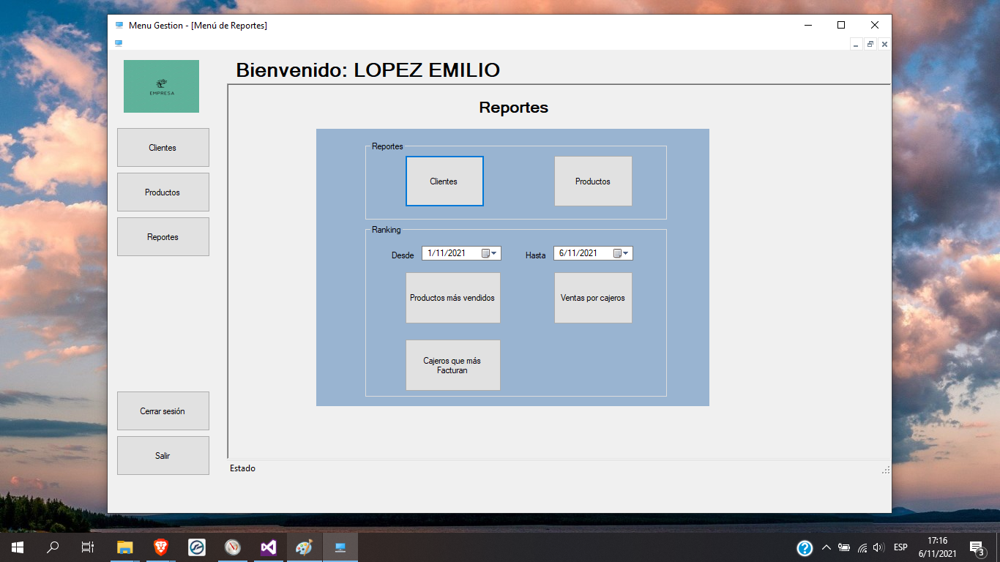 Menu Gestion - [Menú de Reportes]
EMPRESA
Bienvenido: LOPEZ EMILIO
Clientes
Productos
Reportes
Cerrar sesión
Salir
Reportes
Reportes
Clientes
Productos
Ranking
Desde
1/11/2021
Hasta
6/11/2021
Productos más vendidos
Ventas por cajeros
Cajeros que más
Facturan
Estado
ESP
17:16
6/11/2021
3